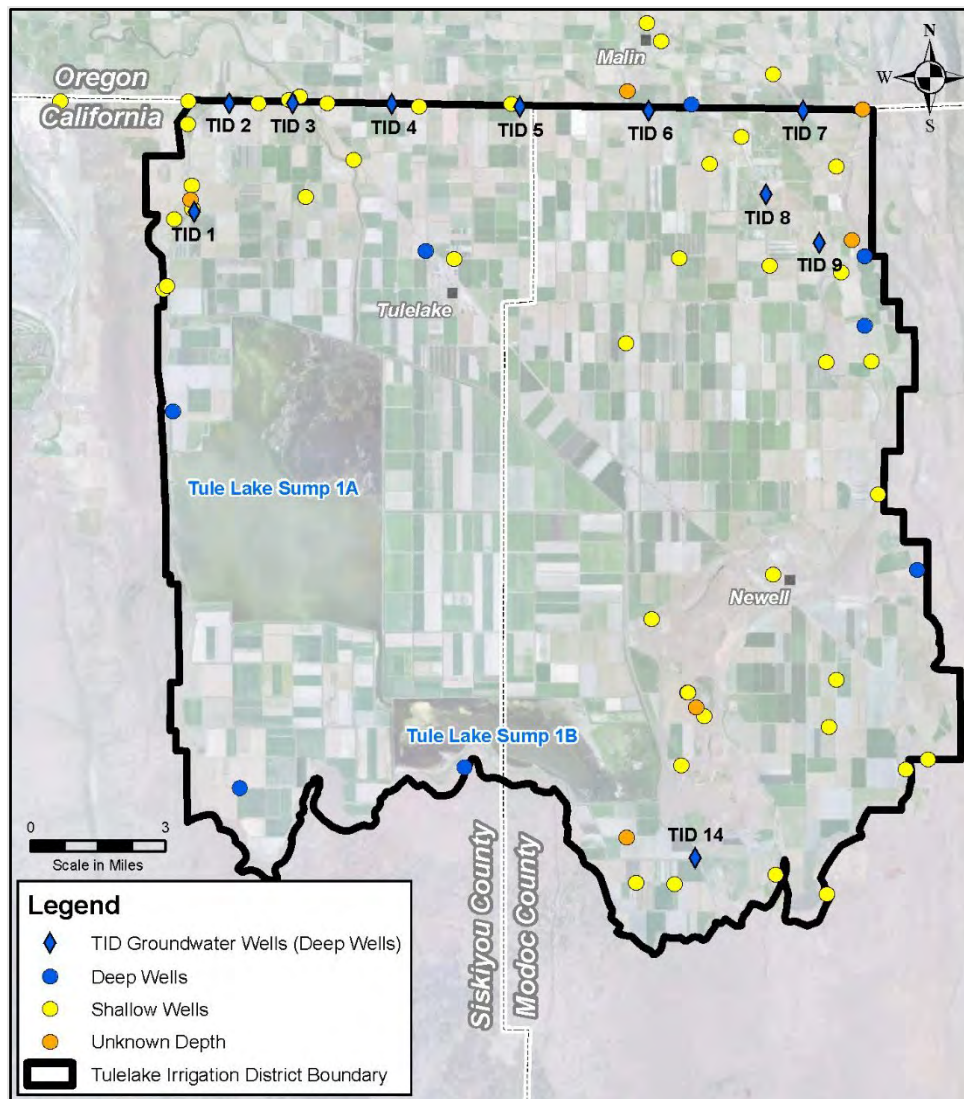 Malin
N
W
E
S
Oregon
California
TID 2
TID 3
TID 4
TID 5
TID 6
TID 7
TID 8
TID 1
TID 9
Tulelake
Tule Lake Sump 1A
Newell
Tule Lake Sump 1B
0 3
Scale in Miles
TID 14
Siskiyou County
Modoc County
Legend
TID Groundwater Wells (Deep Wells)
Deep Wells
Shallow Wells
Unknown Depth
Tulelake Irrigation District Boundary